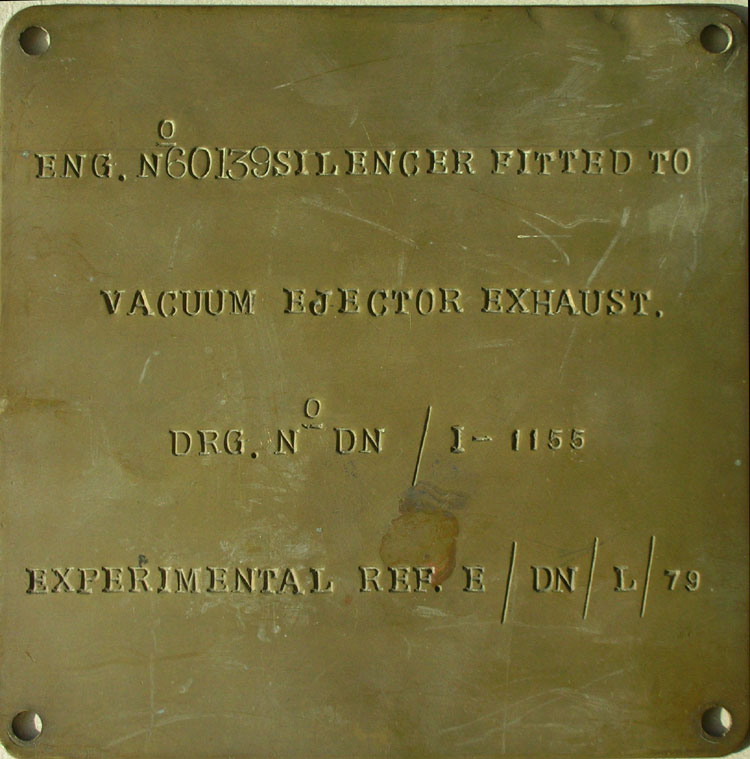 ENG. Nº60139 SILENCER FITTED TO
VACUUM EJECTOR EXHAUST.
DRG. Nº DN / I - 1155
EXPERIMENTAL REF. E / DN / L / 79